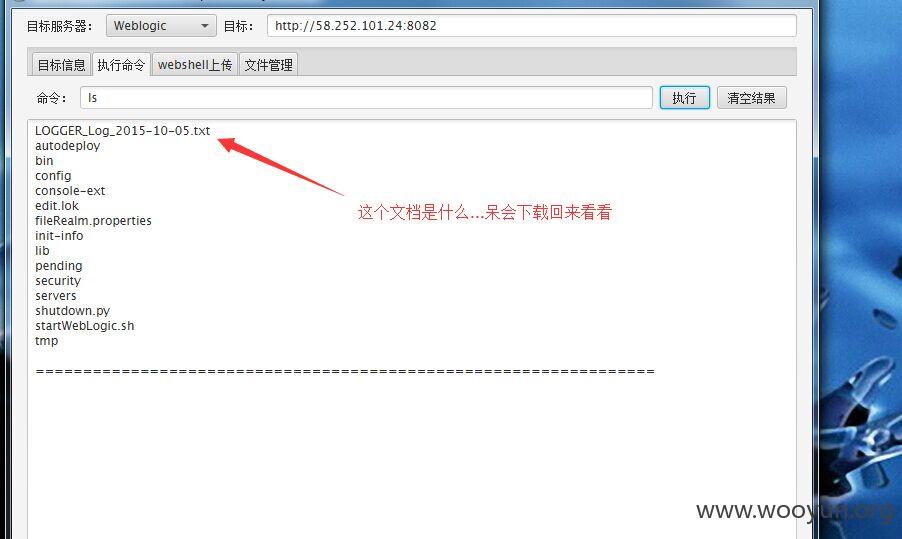 目标服务器： Weblogic 目标： http://58.252.101.24:8082
目标信息 执行命令 webshell上传 文件管理
命令： ls 执行 清空结果
LOGGER_Log_2015-10-05.txt
autodeploy
bin
config
console-ext
edit.lok
fileRealm.properties
init-info
lib
pending
security
servers
shutdown.py
startWebLogic.sh
tmp
==================================================================
这个文档是什么...呆会下载回来看看
www.wooyun.org